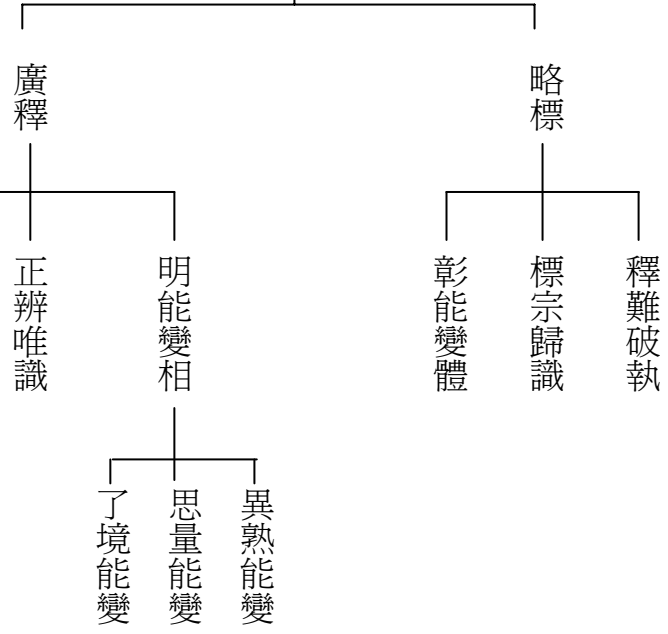 略標
釋難破執
標宗歸識
彰能變體
廣釋
明能變相
異熟能變
思量能變
了境能變
正辨唯識